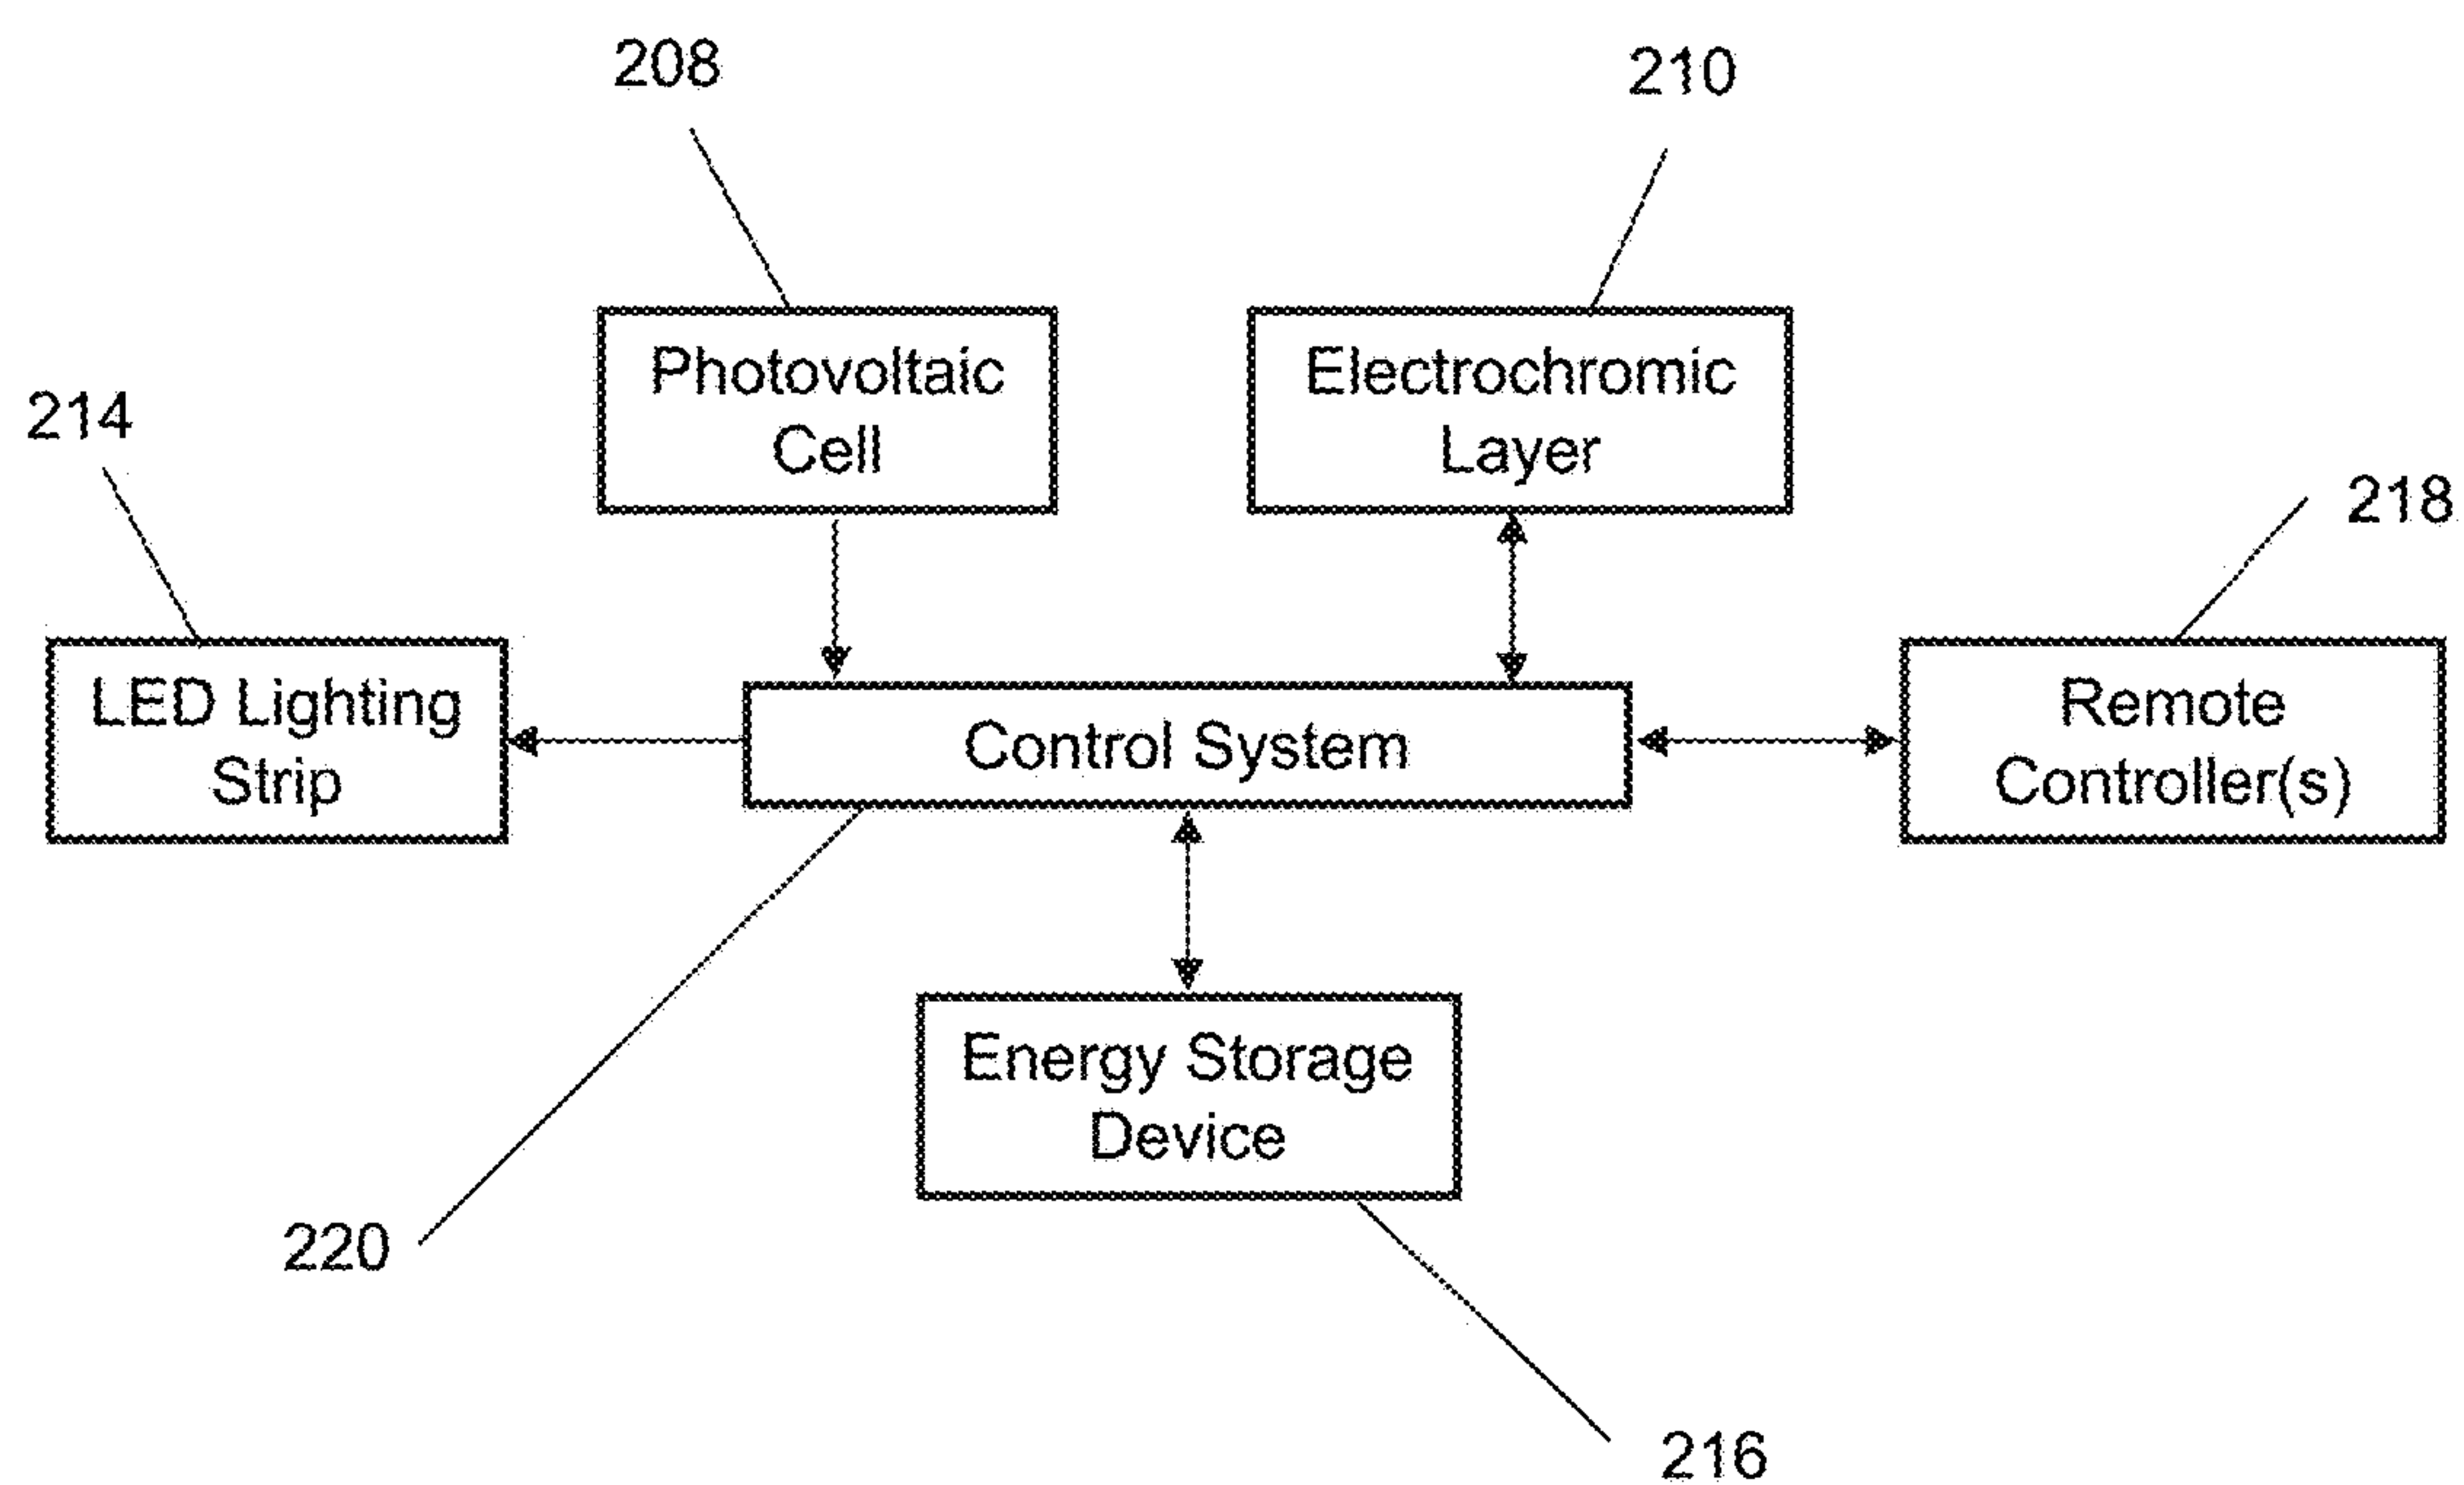 208
210
Photovoltaic
Cell
Electrochromic
Layer
214
218
LED Lighting
Strip
Control System
Remote
Controller(s)
Energy Storage
Device
220
216